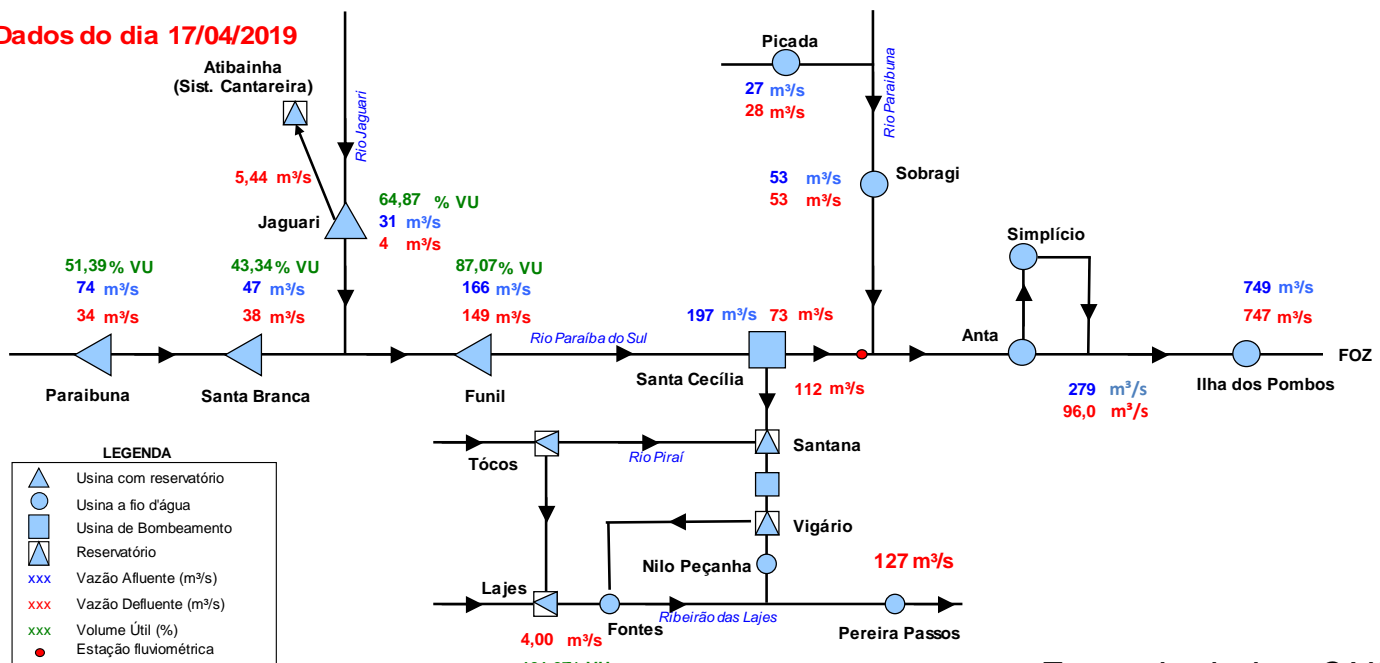 Dados do dia 17/04/2019
Atibainha
(Sist. Cantareira)
Rio Jaguari
5,44 m³/s
Jaguari
64,87 % VU
31 m³/s
4 m³/s
Picada
27 m³/s
28 m³/s
Rio Paraibuna
53 m³/s
53 m³/s
Sobragi
51,39% VU
74 m³/s
34 m³/s
Paraibuna
43,34% VU
47 m³/s
38 m³/s
Santa Branca
87,07% VU
166 m³/s
149 m³/s
Funil
Rio Paraíba do Sul
197 m³/s 73 m³/s
Santa Cecília
112 m³/s
Simplício
Anta
279 m³/s
96,0 m³/s
749 m³/s
747 m³/s
Ilha dos Pombos
FOZ
Tócos
Rio Piraí
Santana
Vigário
Nilo Peçanha
127 m³/s
Lajes
4,00 m³/s
Fontes
Ribeirão das Lajes
Pereira Passos
LEGENDA
Usina com reservatório
Usina a fio d'água
Usina de Bombeamento
Reservatório
xxx Vazão Afluente (m³/s)
xxx Vazão Defluente (m³/s)
xxx Volume Útil (%)
Estação fluviométrica